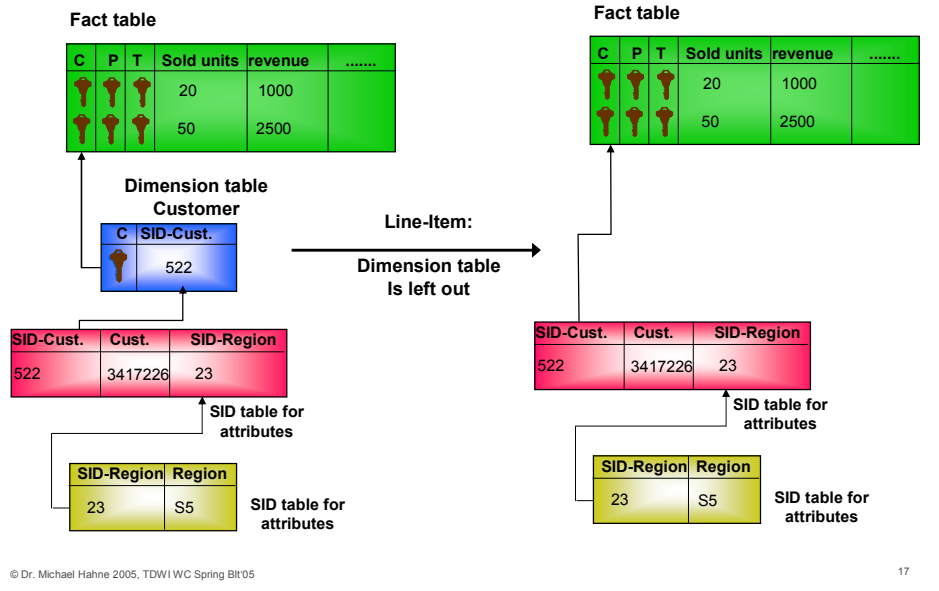 Fact table
C P T Sold units revenue .......
20 1000
50 2500
Dimension table
Customer
C SID-Cust.
522
SID-Cust. Cust. SID-Region
522 3417226 23
SID table for
attributes
SID-Region Region
23 S5
SID table for
attributes
Line-Item:
Dimension table
Is left out
Fact table
C P T Sold units revenue .......
20 1000
50 2500
SID-Cust. Cust. SID-Region
522 3417226 23
SID table for
attributes
SID-Region Region
23 S5
SID table for
attributes
© Dr. Michael Hahne 2005, TDWI WC Spring Blt'05
17